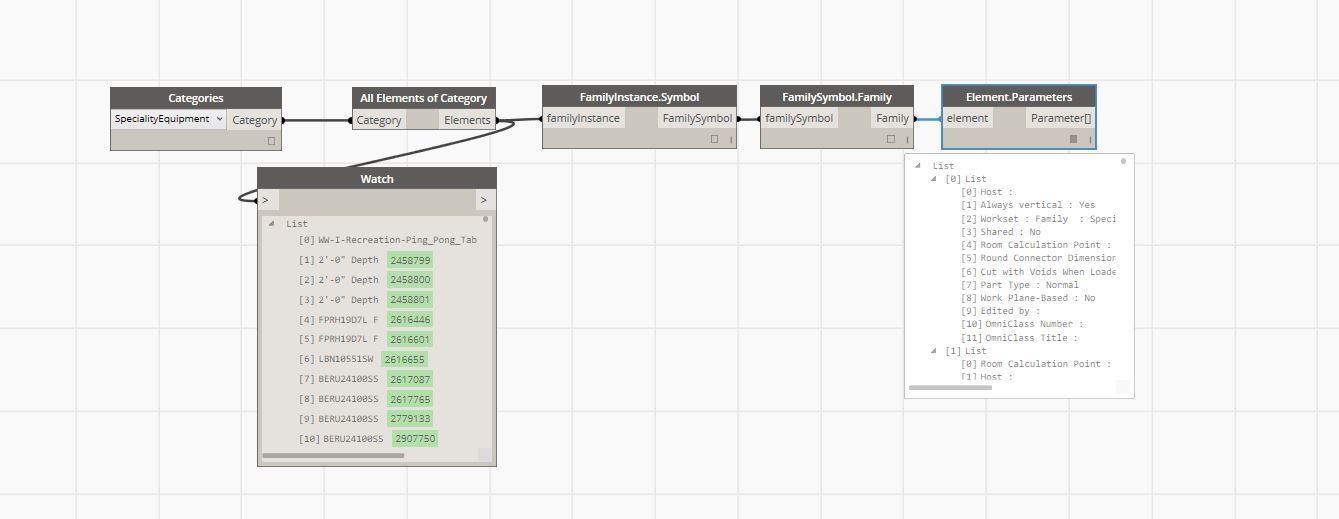 Categories
SpecialityEquipment Category
All Elements of Category
Category Elements
FamilyInstance.Symbol
familyInstance FamilySymbol
FamilySymbol.Family
familySymbol Family
Element.Parameters
element Parameter[]
Watch
> >
List
[0] WW-I-Recreation-Ping_Pong_Tab
[1] 2'-0" Depth 2458799
[2] 2'-0" Depth 2458800
[3] 2'-0" Depth 2458801
[4] FPRH19D7L F 2616446
[5] FPRH19D7L F 2616601
[6] LBN10551SW 2616655
[7] BERU24100SS 2617087
[8] BERU24100SS 2617765
[9] BERU24100SS 2779133
[10] BERU24100SS 2907750
List
[0] List
[0] Host :
[1] Always vertical : Yes
[2] Workset : Family  : Speci
[3] Shared : No
[4] Room Calculation Point :
[5] Round Connector Dimension
[6] Cut with Voids When Loade
[7] Part Type : Normal
[8] Work Plane-Based : No
[9] Edited by :
[10] OmniClass Number :
[11] OmniClass Title :
[1] List
[0] Room Calculation Point :
[1] Host :